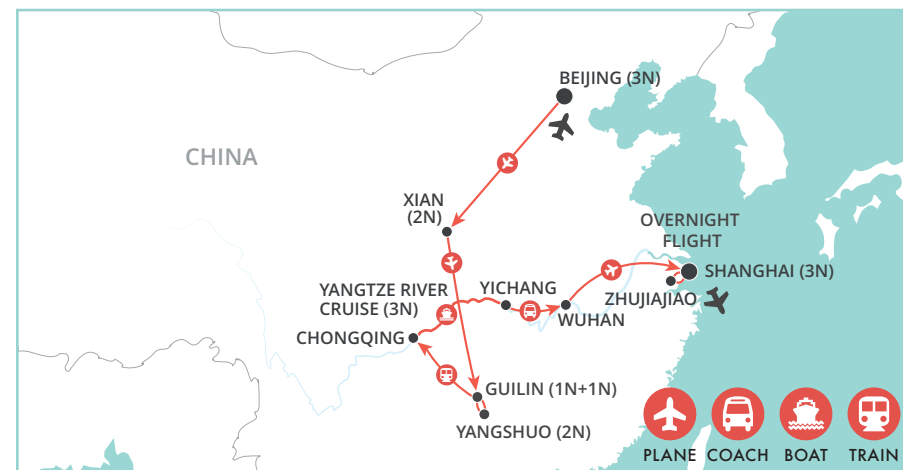 BEIJING (3N)
CHINA
XIAN
(2N)
OVERNIGHT
FLIGHT
SHANGHAI (3N)
YANGTZE RIVER
CRUISE (3N)
YICHANG
ZHUJIAJIAO
WUHAN
CHONGQING
GUILIN (1N+1N)
YANGSHUO (2N)
PLANE COACH BOAT TRAIN